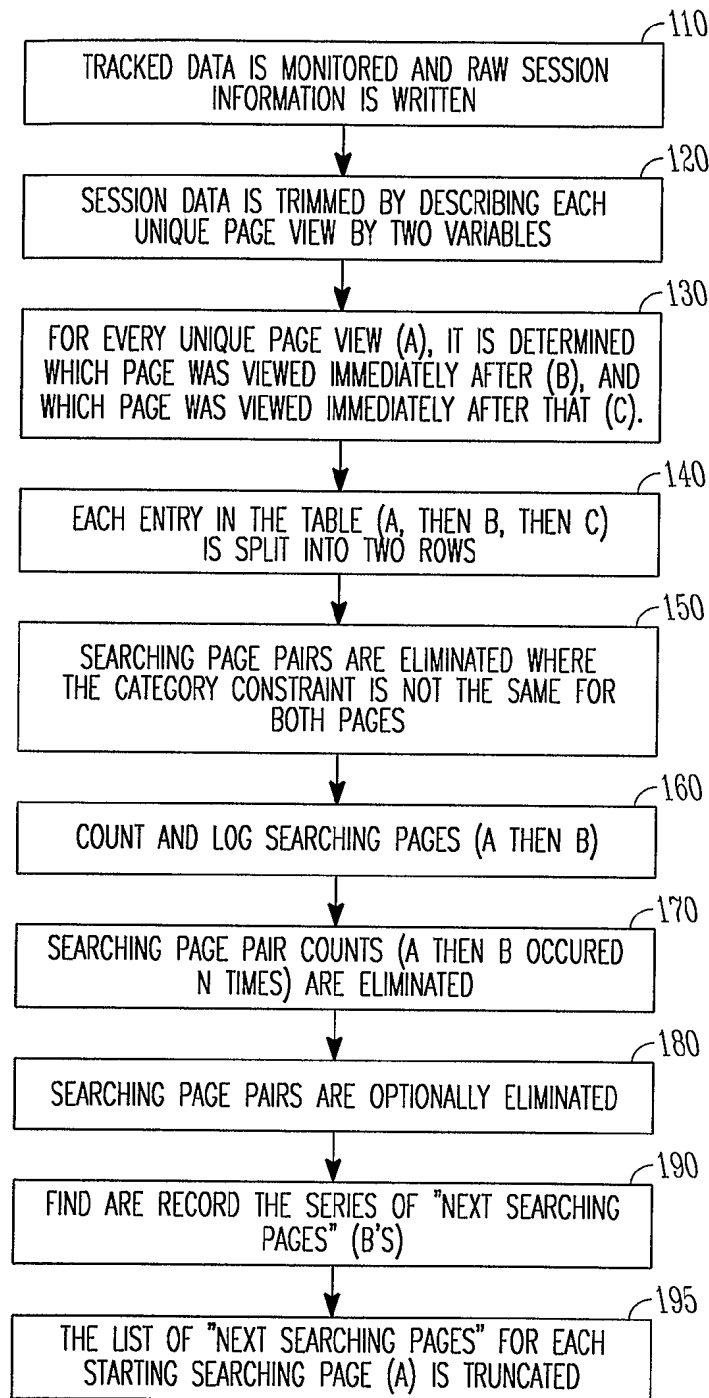 110
TRACKED DATA IS MONITORED AND RAW SESSION
INFORMATION IS WRITTEN
120
SESSION DATA IS TRIMMED BY DESCRIBING EACH
UNIQUE PAGE VIEW BY TWO VARIABLES
130
FOR EVERY UNIQUE PAGE VIEW (A), IT IS DETERMINED
WHICH PAGE WAS VIEWED IMMEDIATELY AFTER (B), AND
WHICH PAGE WAS VIEWED IMMEDIATELY AFTER THAT (C).
140
EACH ENTRY IN THE TABLE (A, THEN B, THEN C)
IS SPLIT INTO TWO ROWS
150
SEARCHING PAGE PAIRS ARE ELIMINATED WHERE
THE CATEGORY CONSTRAINT IS NOT THE SAME FOR
BOTH PAGES
160
COUNT AND LOG SEARCHING PAGES (A THEN B)
170
SEARCHING PAGE PAIR COUNTS (A THEN B OCCURED
N TIMES) ARE ELIMINATED
180
SEARCHING PAGE PAIRS ARE OPTIONALLY ELIMINATED
190
FIND ARE RECORD THE SERIES OF "NEXT SEARCHING
PAGES" (B'S)
195
THE LIST OF "NEXT SEARCHING PAGES" FOR EACH
STARTING SEARCHING PAGE (A) IS TRUNCATED